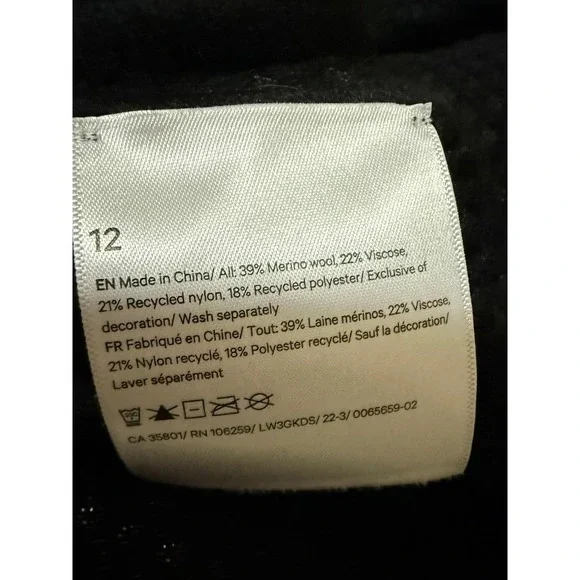 12
EN Made in China/ All: 39% Merino wool, 22% Viscose,
21% Recycled nylon, 18% Recycled polyester/ Exclusive of
decoration/ Wash separately
FR Fabriqué en Chine/ Tout: 39% Laine mérinos, 22% Viscose,
21% Nylon recyclé, 18% Polyester recyclé/ Sauf la décoration/
Laver séparément
CA 35801/ RN 106259/ LW3GKDS/ 22-3/ 0065659-02